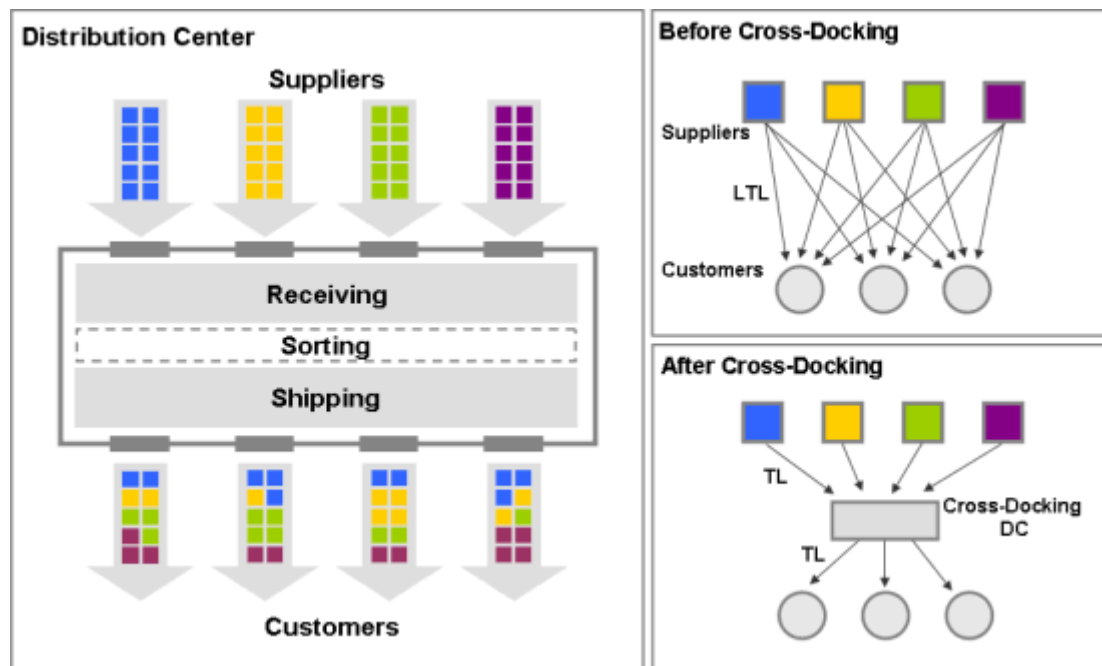 Distribution Center
Suppliers
Receiving
Sorting
Shipping
Customers
Before Cross-Docking
Suppliers
LTL
Customers
After Cross-Docking
TL
Cross-Docking
DC
TL